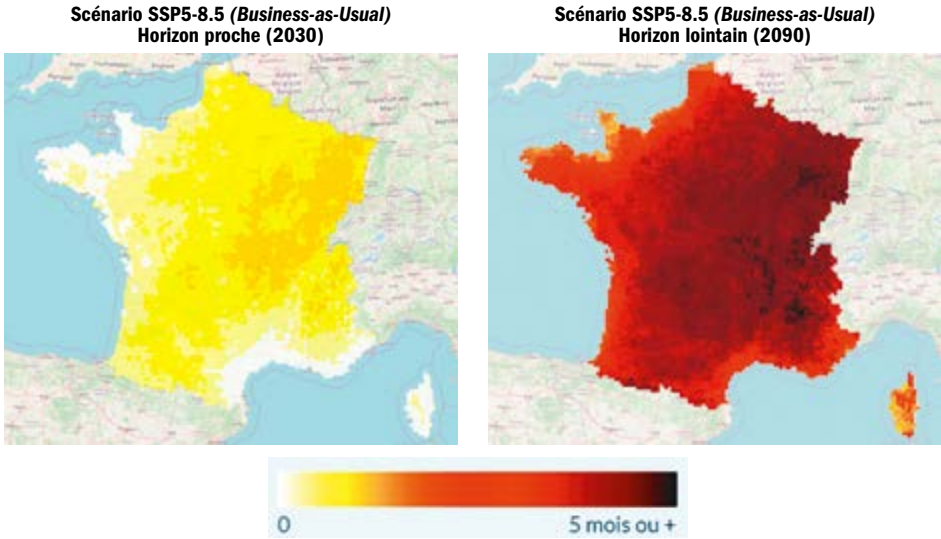 Scénario SSP5-8.5 (Business-as-Usual)
Horizon proche (2030)
Scénario SSP5-8.5 (Business-as-Usual)
Horizon lointain (2090)
0
5 mois ou +